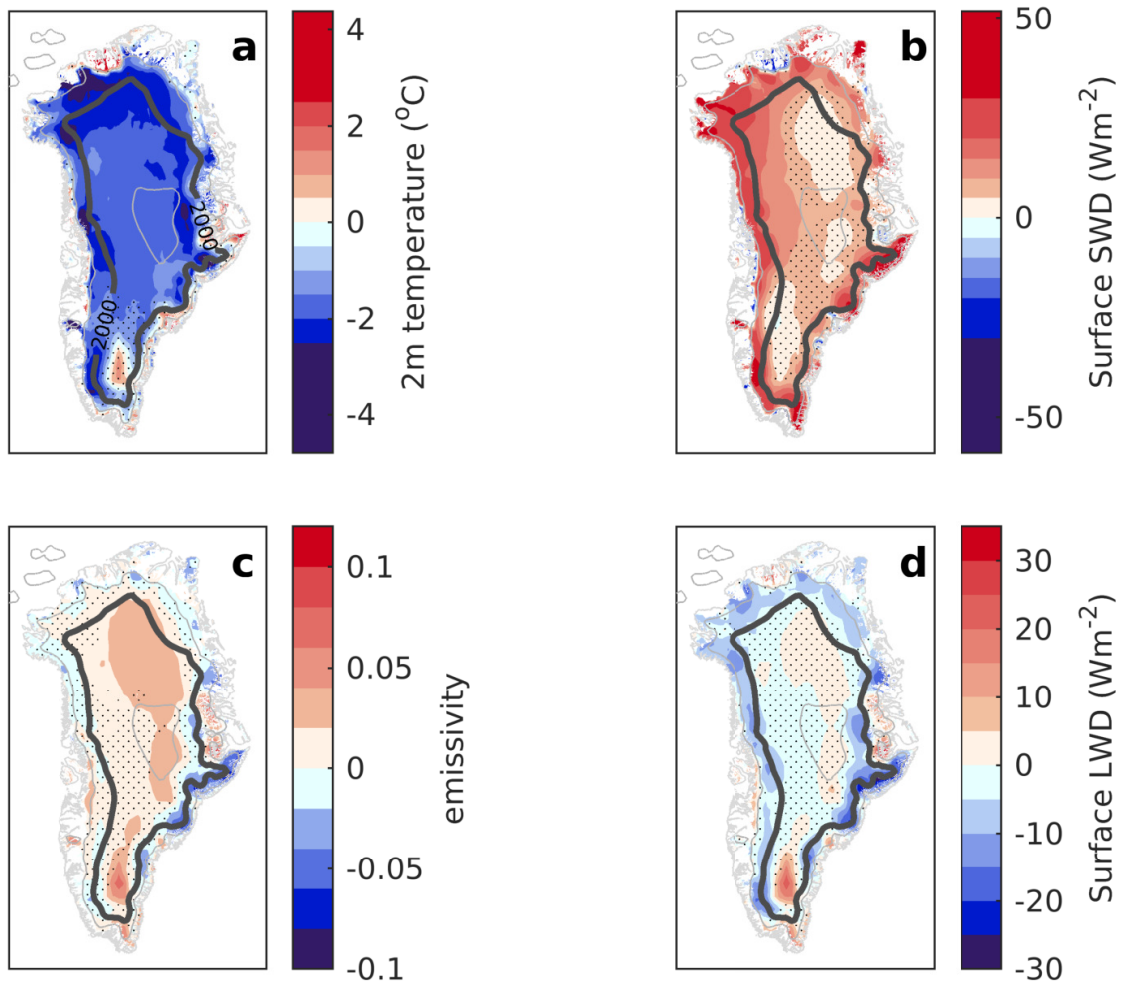 a
4
2
0
-2
-4
2m temperature (°C)
2000
2000
b
50
0
-50
Surface SWD (Wm⁻²)
c
0.1
0.05
0
-0.05
-0.1
emissivity
d
30
20
10
0
-10
-20
-30
Surface LWD (Wm⁻²)